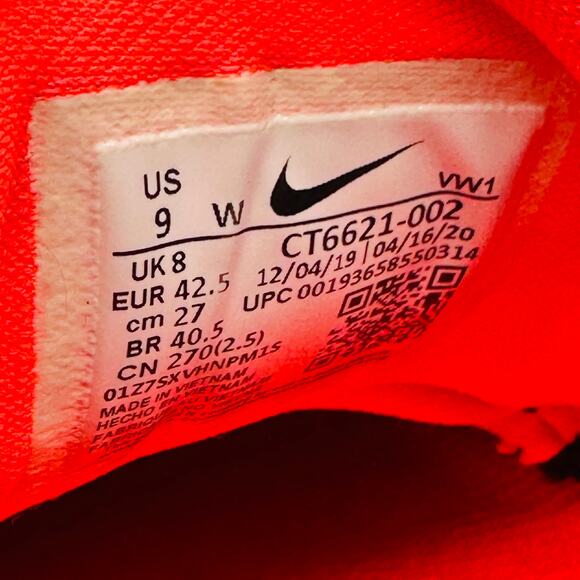 US
9 W
VW1
UK 8
EUR 42.5
cm 27
BR 40.5
CN 270(2.5)
CT6621-002
12/04/19 | 04/16/20
UPC 00193658550314
01Z7SXVHNPM1S
MADE IN VIETNAM
HECHO EN VIETNAM